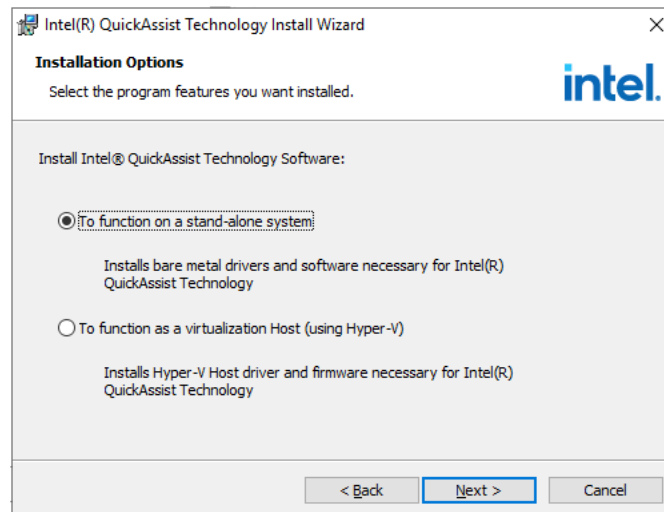 Intel(R) QuickAssist Technology Install Wizard
Installation Options
Select the program features you want installed.
intel.
Install Intel® QuickAssist Technology Software:
To function on a stand-alone system
Installs bare metal drivers and software necessary for Intel(R)
QuickAssist Technology
To function as a virtualization Host (using Hyper-V)
Installs Hyper-V Host driver and firmware necessary for Intel(R)
QuickAssist Technology
< Back
Next >
Cancel